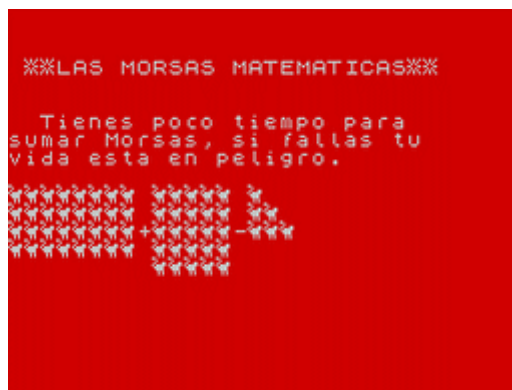 ※※LAS MORSAS MATEMATICAS※※
Tienes poco tiempo para
sumar Morsas, si fallas tu
vida esta en peligro.
+ -